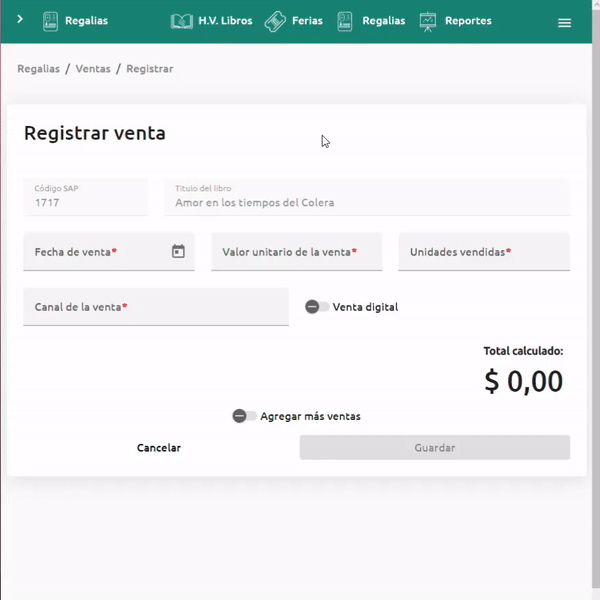 Regalias H.V. Libros Ferias Regalias Reportes
Regalias / Ventas / Registrar
Registrar venta
Código SAP Titulo del libro
1717 Amor en los tiempos del Colera
Fecha de venta* Valor unitario de la venta* Unidades vendidas*
Canal de la venta* Venta digital
Total calculado:
$ 0,00
Agregar más ventas
Cancelar Guardar